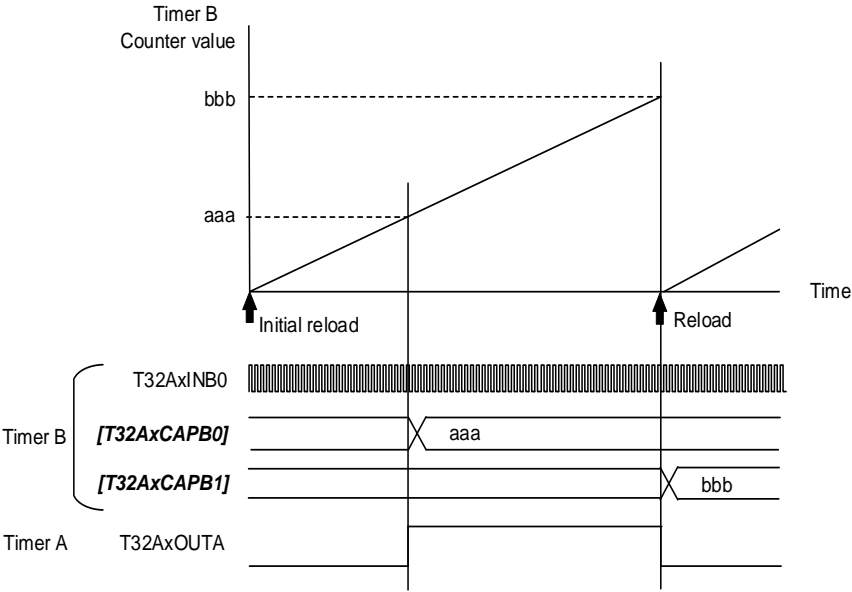 Timer B
Counter value
bbb
aaa
Time
Initial reload
Reload
T32AxINB0
Timer B
[T32AxCAPB0]
aaa
[T32AxCAPB1]
bbb
Timer A
T32AxOUTA